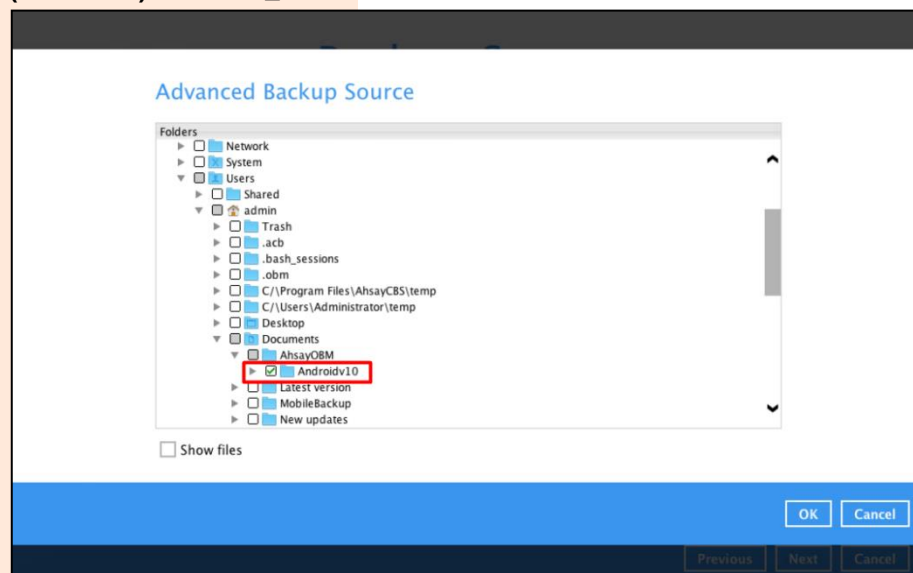 Advanced Backup Source
Folders
Network
System
Users
Shared
admin
Trash
.acb
.bash_sessions
.obm
C/\Program Files\AhsayCBS\temp
C/\Users\Administrator\temp
Desktop
Documents
AhsayOBM
Androidv10
Latest version
MobileBackup
New updates
Show files
OK Cancel
Previous Next Cancel